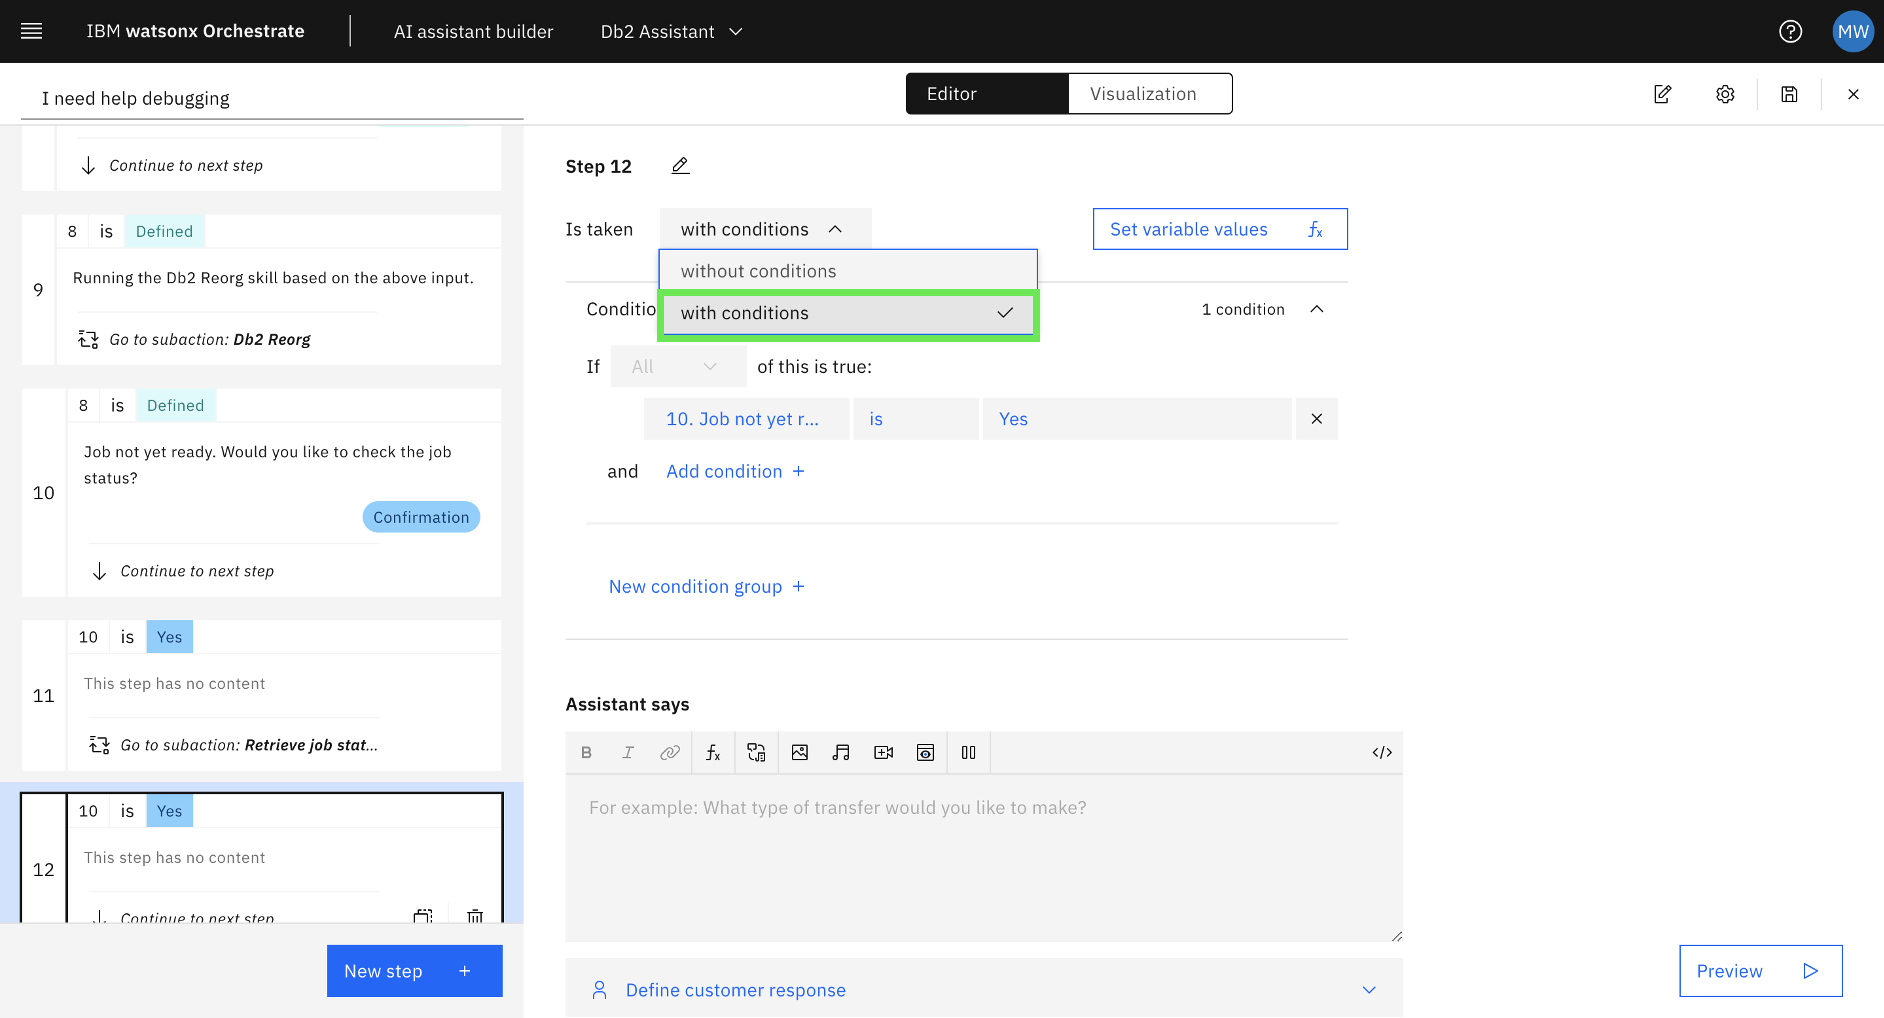 IBM watsonx Orchestrate
AI assistant builder
Db2 Assistant
MW
I need help debugging
Editor
Visualization
Continue to next step
9
8 is Defined
Running the Db2 Reorg skill based on the above input.
Go to subaction: Db2 Reorg
10
8 is Defined
Job not yet ready. Would you like to check the job
status?
Confirmation
Continue to next step
11
10 is Yes
This step has no content
Go to subaction: Retrieve job stat...
12
10 is Yes
This step has no content
Continue to next step
New step +
Step 12
Is taken
with conditions
Set variable values fx
without conditions
with conditions
Conditio
1 condition
If All of this is true:
10. Job not yet r... is Yes
and Add condition +
New condition group +
Assistant says
B I fx </>
For example: What type of transfer would you like to make?
Define customer response
Preview